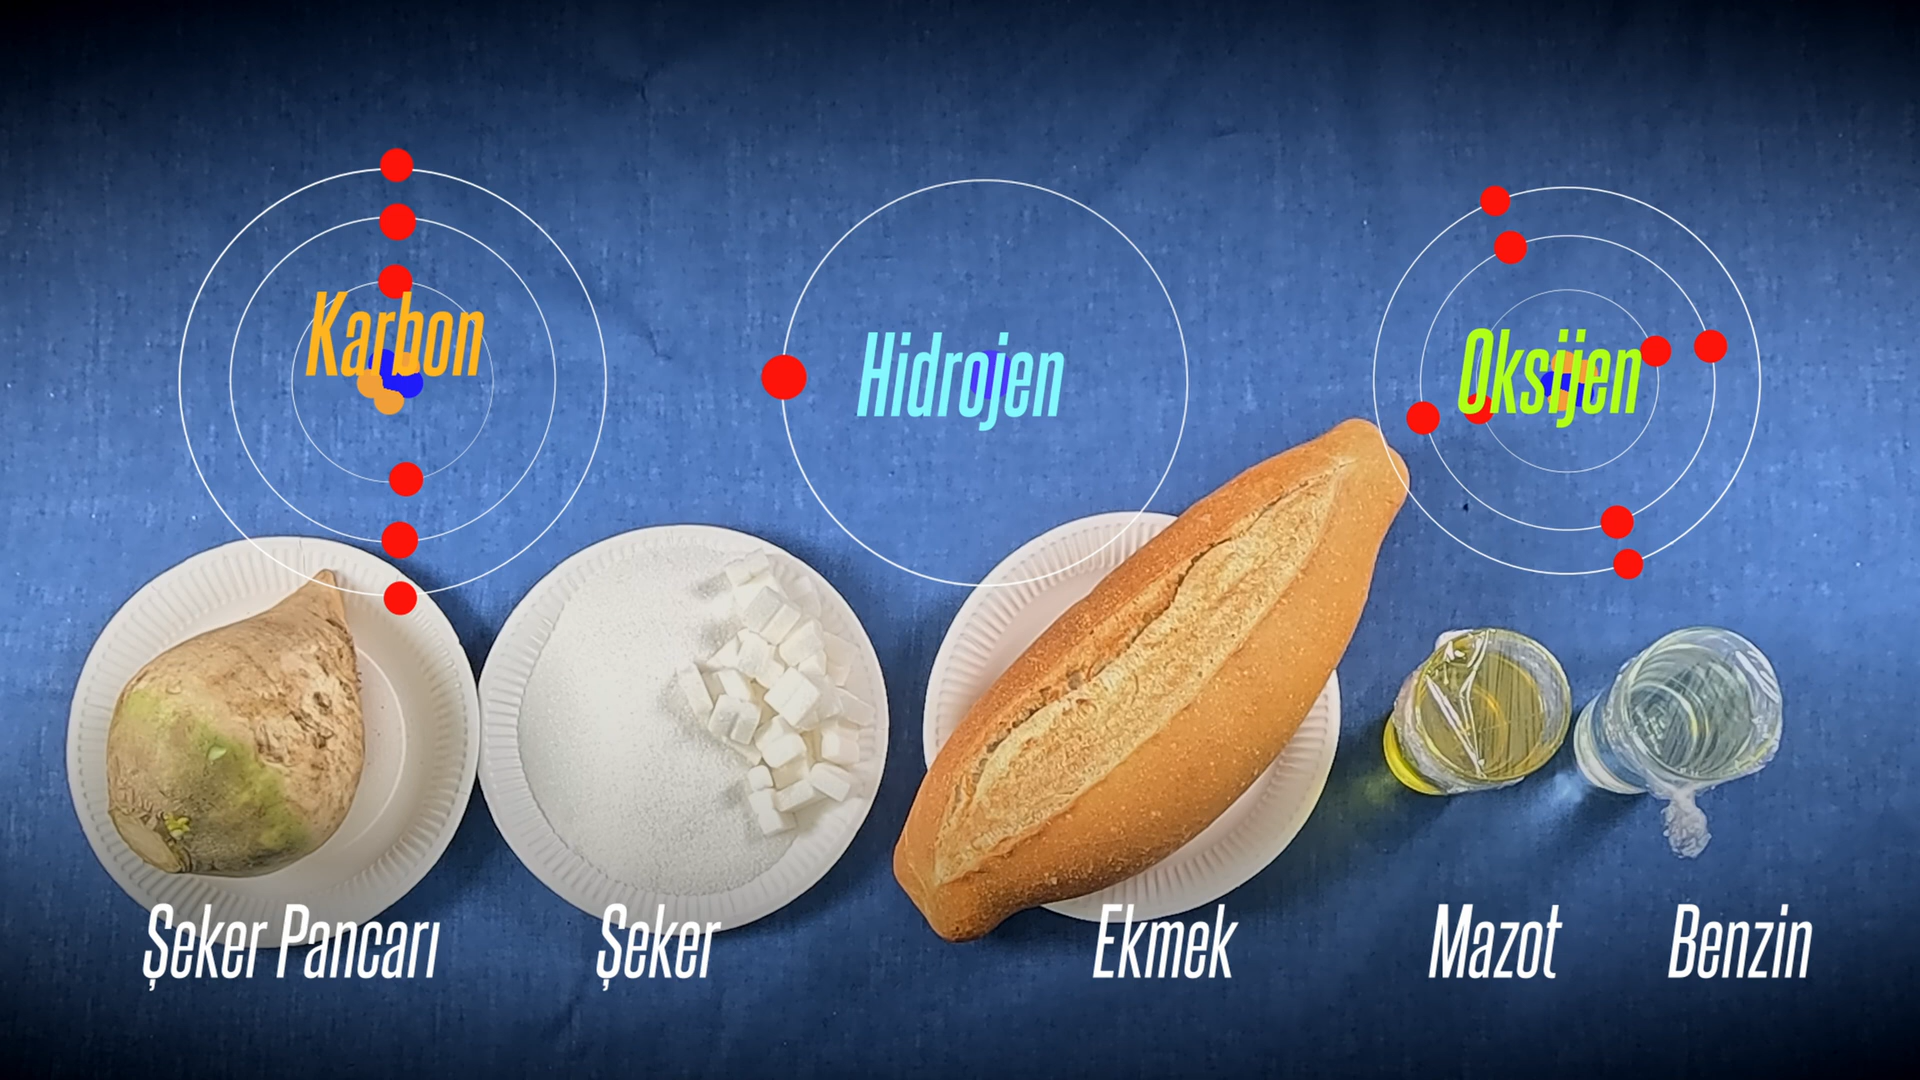 Karbon
Hidrojen
Oksijen
Şeker Pancarı
Şeker
Ekmek
Mazot
Benzin